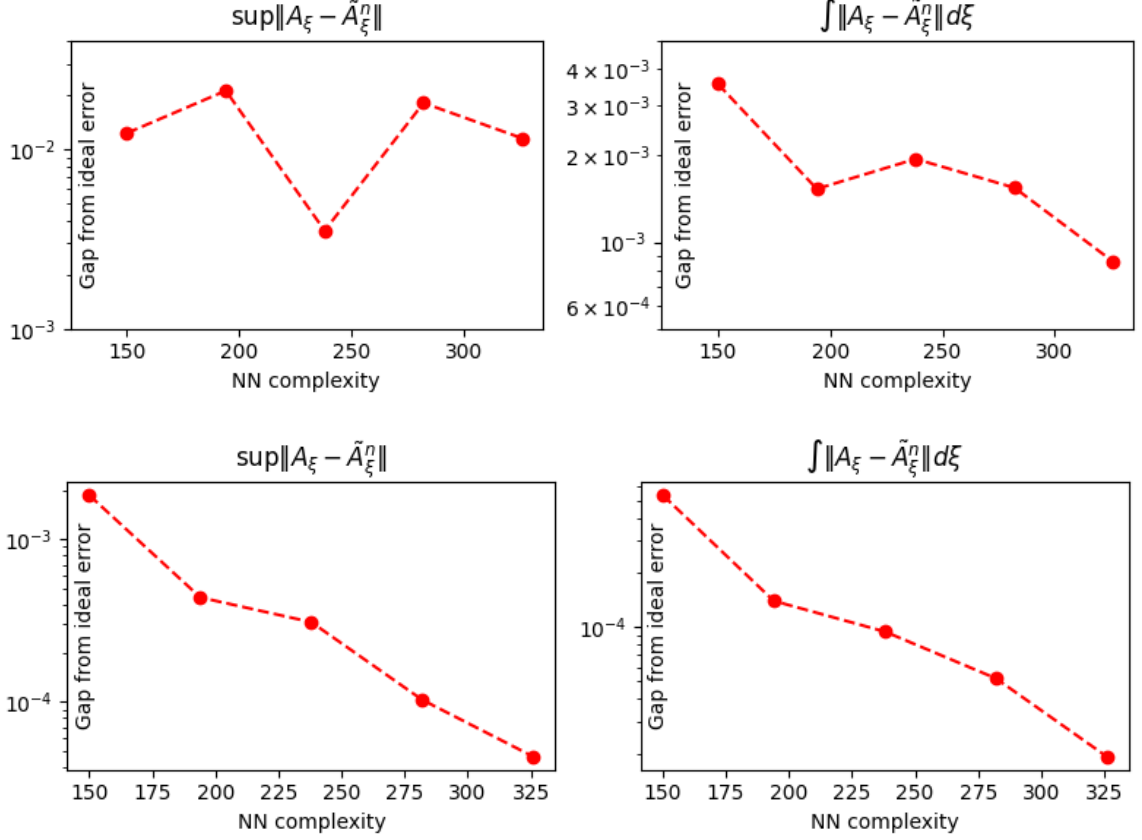 sup‖A_ξ − Ã_ξ^n‖
Gap from ideal error
10^−2
10^−3
150 200 250 300
NN complexity
∫‖A_ξ − Ã_ξ^n‖dξ
Gap from ideal error
4 × 10^−3
3 × 10^−3
2 × 10^−3
10^−3
6 × 10^−4
150 200 250 300
NN complexity
sup‖A_ξ − Ã_ξ^n‖
Gap from ideal error
10^−3
10^−4
150 175 200 225 250 275 300 325
NN complexity
∫‖A_ξ − Ã_ξ^n‖dξ
Gap from ideal error
10^−4
150 175 200 225 250 275 300 325
NN complexity